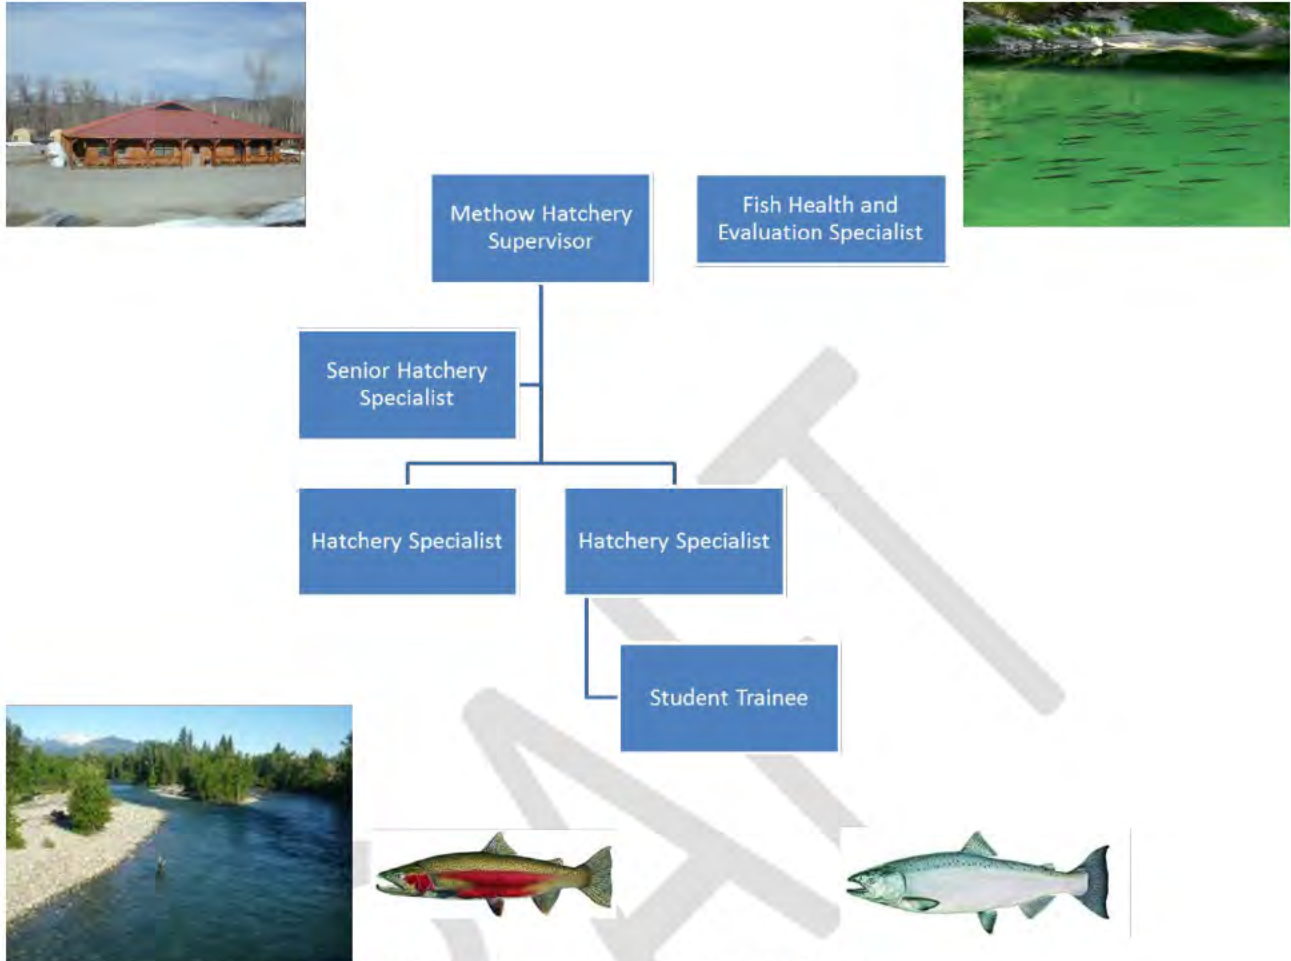 Methow Hatchery
Supervisor
Fish Health and
Evaluation Specialist
Senior Hatchery
Specialist
Hatchery Specialist
Hatchery Specialist
Student Trainee